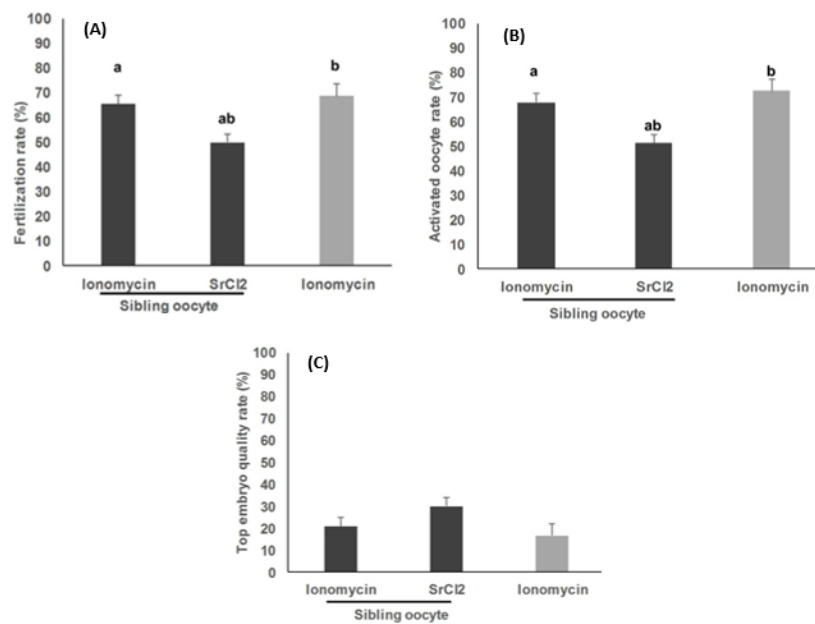 (A)
Fertilization rate (%)
100
90
80
70
60
50
40
30
20
10
0
a
ab
b
Ionomycin SrCl2 Ionomycin
Sibling oocyte
(B)
Activated oocyte rate (%)
100
90
80
70
60
50
40
30
20
10
0
a
ab
b
Ionomycin SrCl2 Ionomycin
Sibling oocyte
(C)
Top embryo quality rate (%)
100
90
80
70
60
50
40
30
20
10
0
Ionomycin SrCl2 Ionomycin
Sibling oocyte